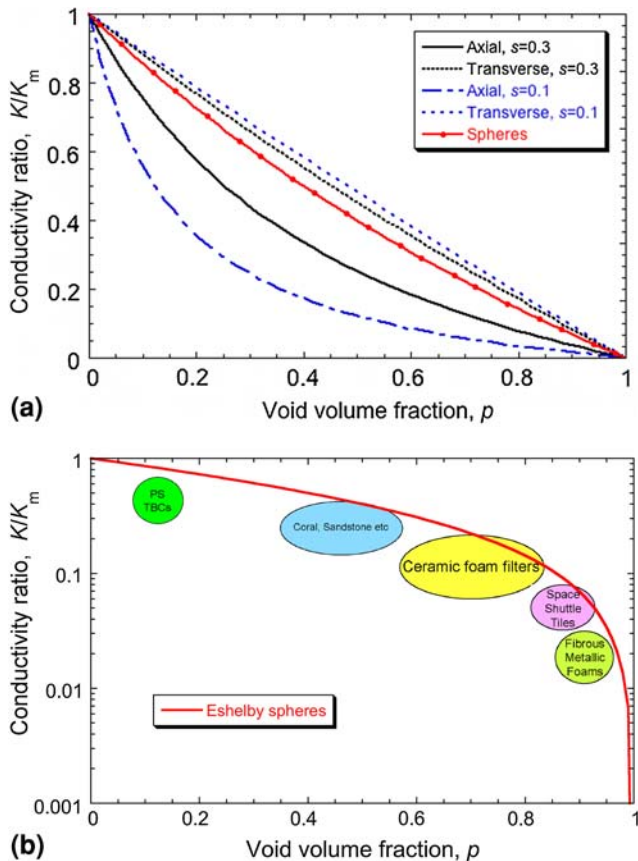 1
0.8
0.6
0.4
0.2
0
Conductivity ratio, K/Km
Axial, s=0.3
Transverse, s=0.3
Axial, s=0.1
Transverse, s=0.1
Spheres
0 0.2 0.4 0.6 0.8 1
(a)
Void volume fraction, p
1
0.1
0.01
0.001
Conductivity ratio, K/Km
PS
TBCs
Coral, Sandstone etc
Ceramic foam filters
Space
Shuttle
Tiles
Fibrous
Metallic
Foams
Eshelby spheres
0 0.2 0.4 0.6 0.8 1
(b)
Void volume fraction, p